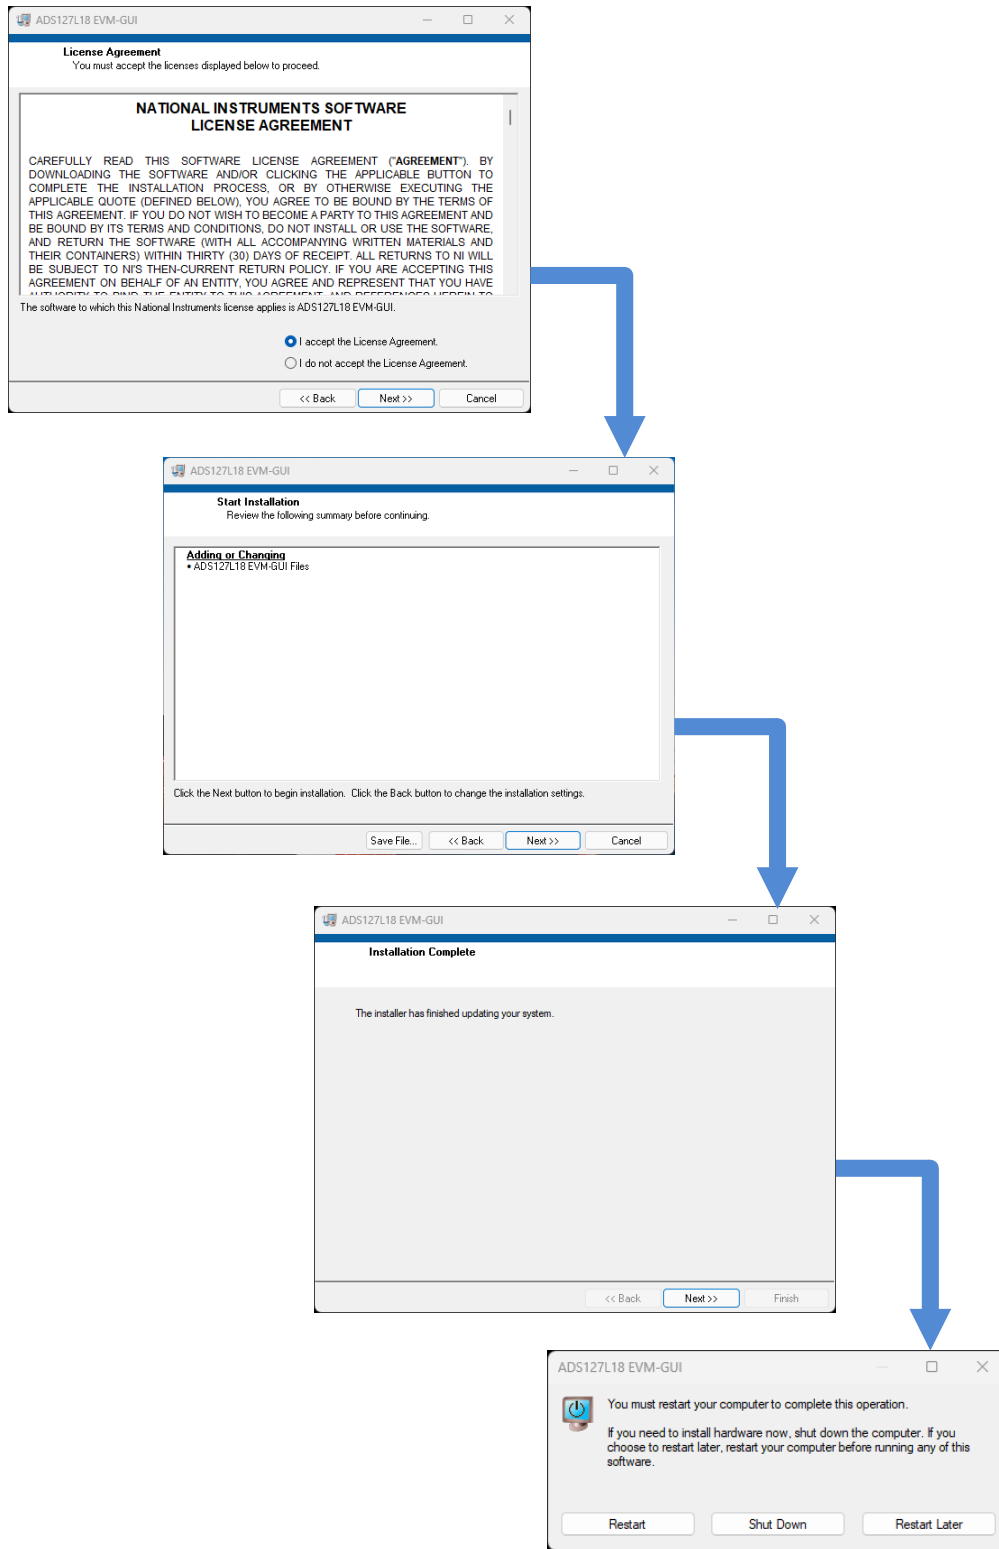 ADS127L18 EVM-GUI
License Agreement
You must accept the licenses displayed below to proceed.
NATIONAL INSTRUMENTS SOFTWARE
LICENSE AGREEMENT
CAREFULLY READ THIS SOFTWARE LICENSE AGREEMENT ("AGREEMENT"). BY
DOWNLOADING THE SOFTWARE AND/OR CLICKING THE APPLICABLE BUTTON TO
COMPLETE THE INSTALLATION PROCESS, OR BY OTHERWISE EXECUTING THE
APPLICABLE QUOTE (DEFINED BELOW), YOU AGREE TO BE BOUND BY THE TERMS OF
THIS AGREEMENT. IF YOU DO NOT WISH TO BECOME A PARTY TO THIS AGREEMENT AND
BE BOUND BY ITS TERMS AND CONDITIONS, DO NOT INSTALL OR USE THE SOFTWARE,
AND RETURN THE SOFTWARE (WITH ALL ACCOMPANYING WRITTEN MATERIALS AND
THEIR CONTAINERS) WITHIN THIRTY (30) DAYS OF RECEIPT. ALL RETURNS TO NI WILL
BE SUBJECT TO NI'S THEN-CURRENT RETURN POLICY. IF YOU ARE ACCEPTING THIS
AGREEMENT ON BEHALF OF AN ENTITY, YOU AGREE AND REPRESENT THAT YOU HAVE
AUTHORITY TO BIND THE ENTITY TO THIS AGREEMENT, AND REFERENCES HEREIN TO
The software to which this National Instruments license applies is ADS127L18 EVM-GUI.
I accept the License Agreement.
I do not accept the License Agreement.
<< Back Next >> Cancel
ADS127L18 EVM-GUI
Start Installation
Review the following summary before continuing.
Adding or Changing
• ADS127L18 EVM-GUI Files
Click the Next button to begin installation. Click the Back button to change the installation settings.
Save File... << Back Next >> Cancel
ADS127L18 EVM-GUI
Installation Complete
The installer has finished updating your system.
<< Back Next >> Finish
ADS127L18 EVM-GUI
You must restart your computer to complete this operation.
If you need to install hardware now, shut down the computer. If you
choose to restart later, restart your computer before running any of this
software.
Restart Shut Down Restart Later